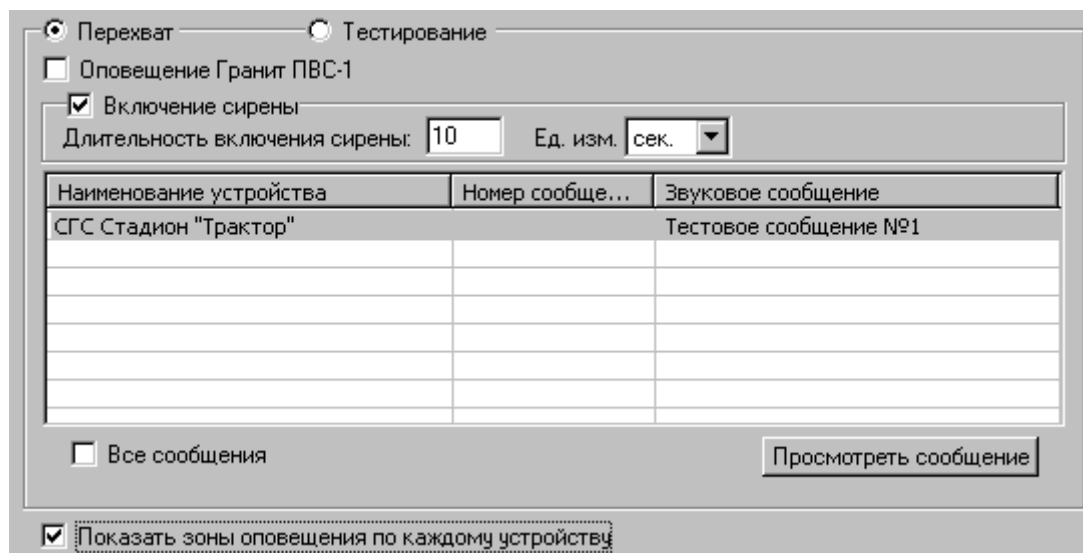 Перехват Тестирование
Оповещение Гранит ПВС-1
Включение сирены
Длительность включения сирены: 10 Ед. изм. сек.
Наименование устройства Номер сообще... Звуковое сообщение
СГС Стадион "Трактор" Тестовое сообщение №1
Все сообщения Просмотреть сообщение
Показать зоны оповещения по каждому устройству